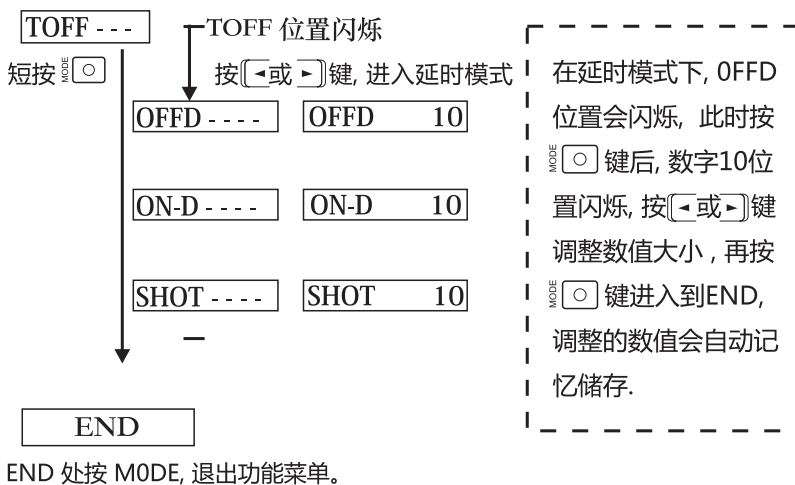 TOFF - - -
TOFF 位置闪烁
短按 MODE
按 ◄或 ► 键, 进入延时模式
OFFD - - - -
OFFD 10
ON-D - - - -
ON-D 10
SHOT - - - -
SHOT 10
END
END 处按 M0DE, 退出功能菜单。
在延时模式下, 0FFD
位置会闪烁, 此时按
MODE 键后, 数字10位
置闪烁, 按 ◄或► 键
调整数值大小 , 再按
MODE 键进入到END,
调整的数值会自动记
忆储存.